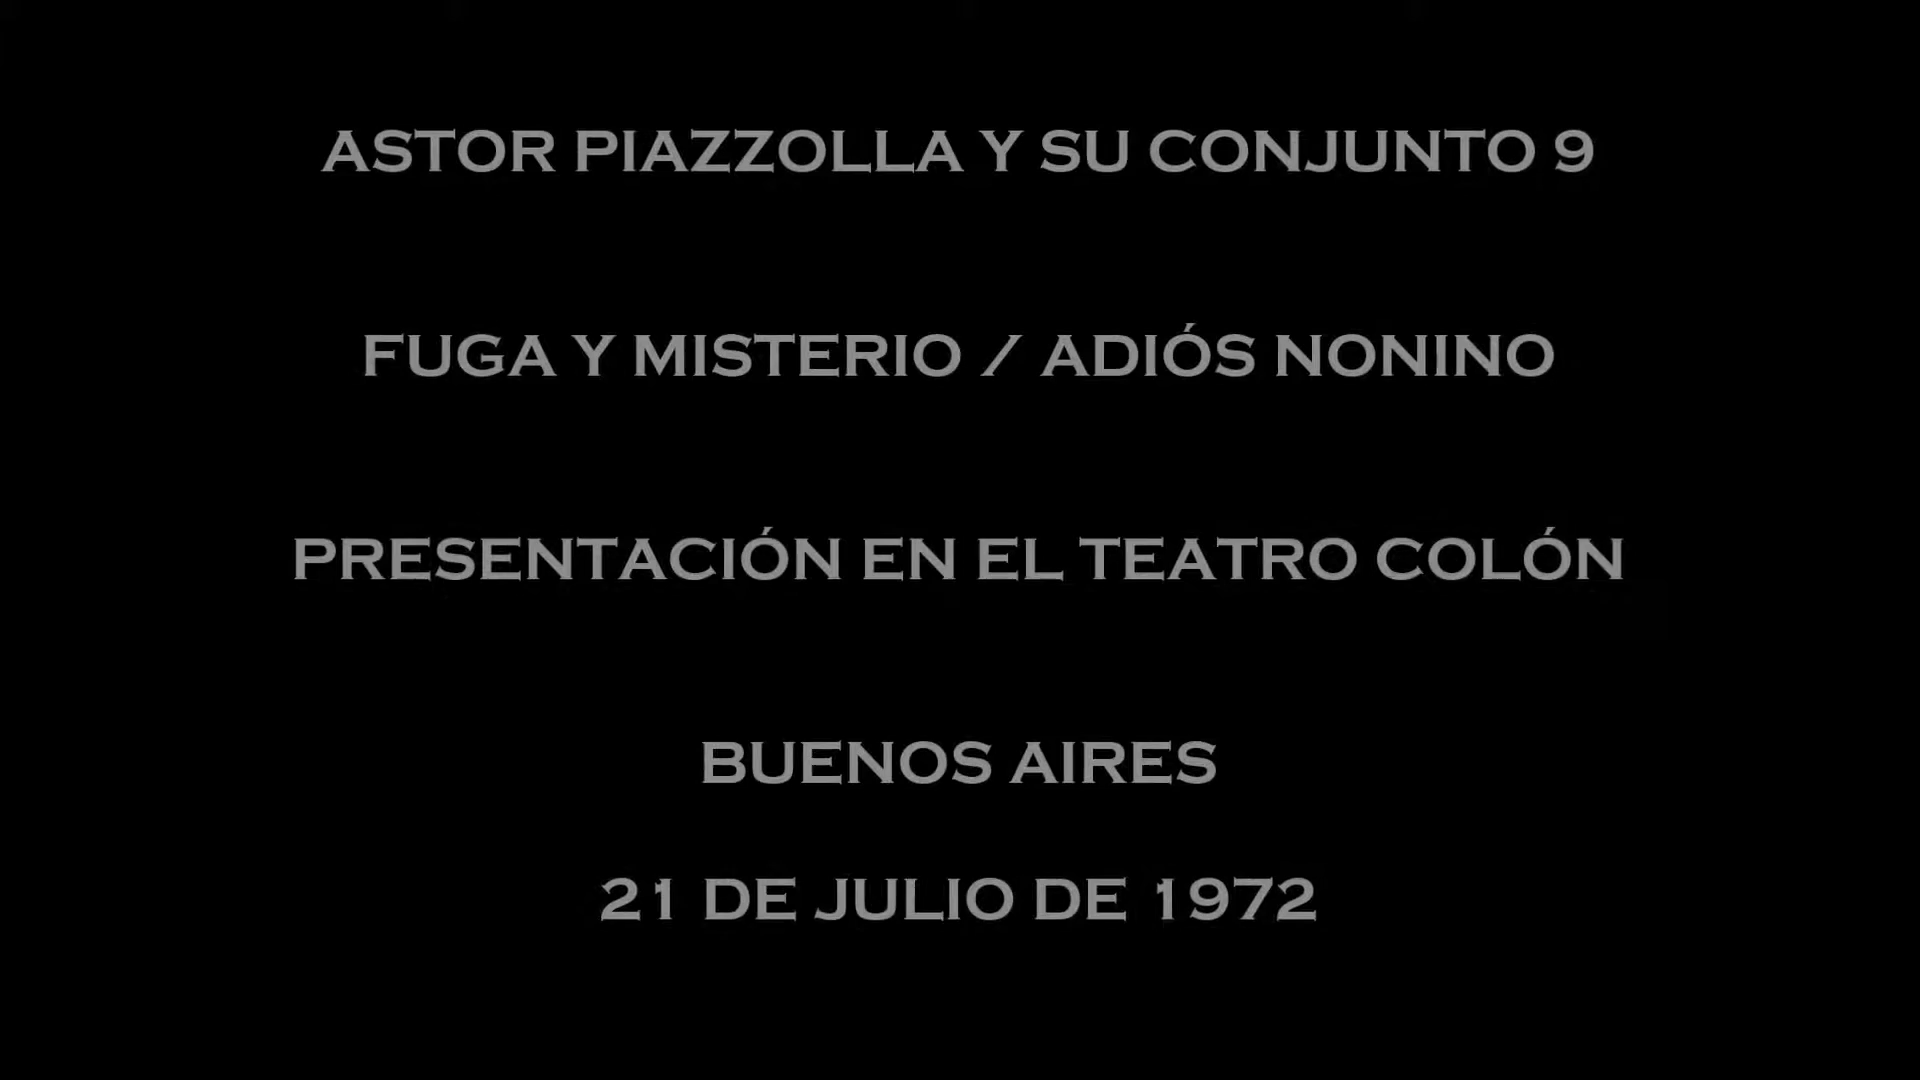 ASTOR PIAZZOLLA Y SU CONJUNTO 9
FUGA Y MISTERIO / ADIÓS NONINO
PRESENTACIÓN EN EL TEATRO COLÓN
BUENOS AIRES
21 DE JULIO DE 1972